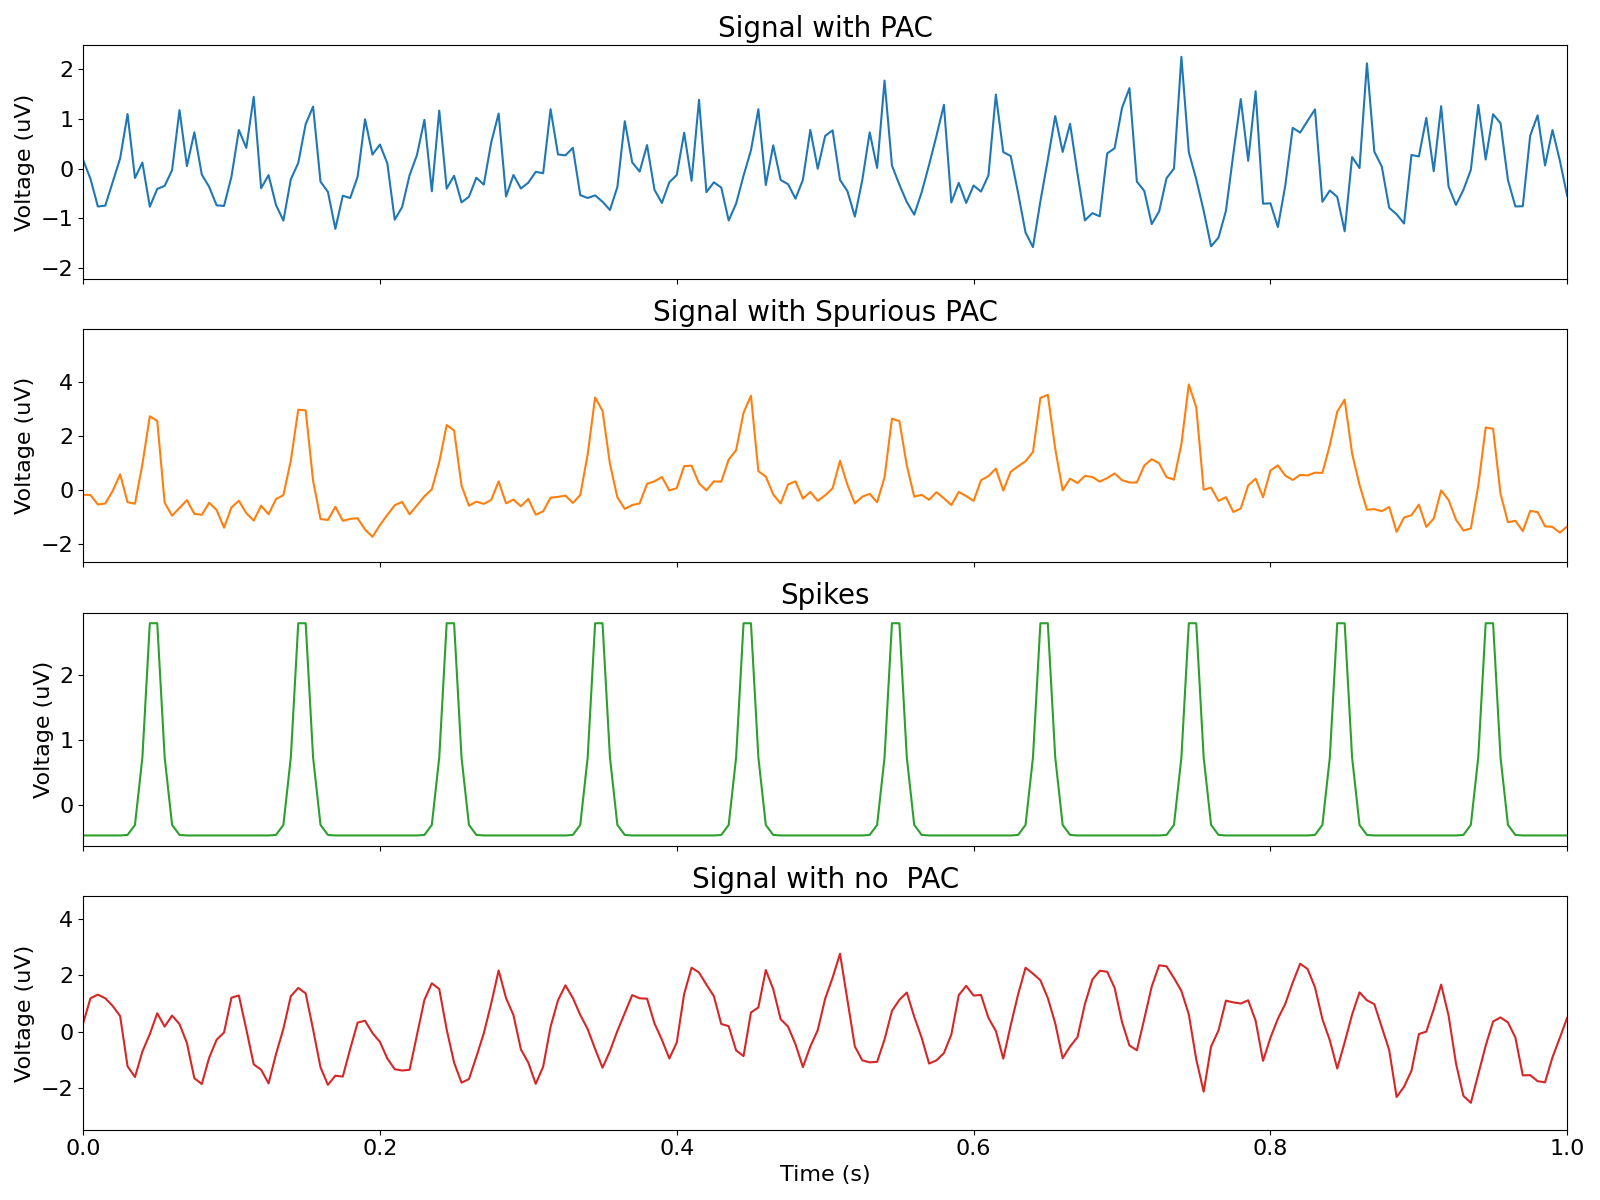 Signal with PAC
Voltage (uV)
2
1
0
−1
−2
Signal with Spurious PAC
Voltage (uV)
4
2
0
−2
Spikes
Voltage (uV)
2
1
0
Signal with no  PAC
Voltage (uV)
4
2
0
−2
0.0 0.2 0.4 0.6 0.8 1.0
Time (s)